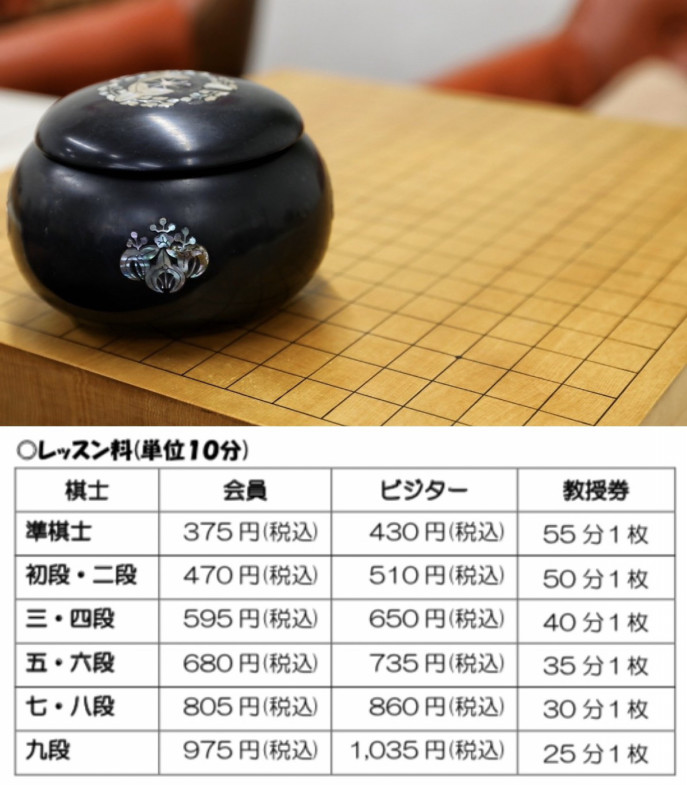 ○レッスン料(単位10分)
棋士 会員 ビジター 教授券
準棋士 375円(税込) 430円(税込) 55分1枚
初段・二段 470円(税込) 510円(税込) 50分1枚
三・四段 595円(税込) 650円(税込) 40分1枚
五・六段 680円(税込) 735円(税込) 35分1枚
七・八段 805円(税込) 860円(税込) 30分1枚
九段 975円(税込) 1,035円(税込) 25分1枚